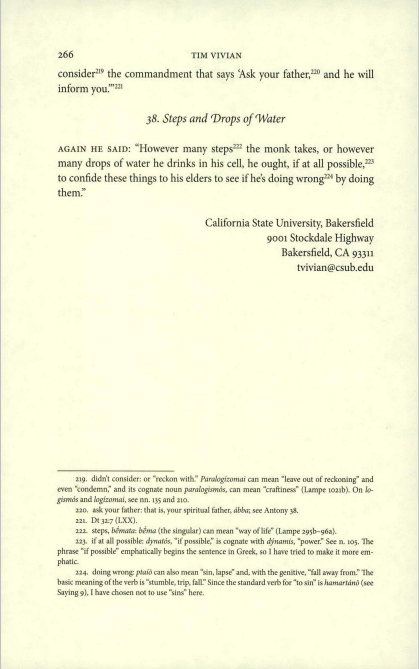 266
TIM VIVIAN
consider²¹⁹ the commandment that says ‘Ask your father,²²⁰ and he will
inform you.’”²²¹
38. Steps and Drops of Water
AGAIN HE SAID: “However many steps²²² the monk takes, or however
many drops of water he drinks in his cell, he ought, if at all possible,²²³
to confide these things to his elders to see if he’s doing wrong²²⁴ by doing
them.”
California State University, Bakersfield
9001 Stockdale Highway
Bakersfield, CA 93311
tvivian@csub.edu
219. didn’t consider: or “reckon with.” Paralogízomai can mean “leave out of reckoning” and
even “condemn,” and its cognate noun paralogismós, can mean “craftiness” (Lampe 1021b). On lo-
gismós and logízomai, see nn. 135 and 210.
220. ask your father: that is, your spiritual father, ábba; see Antony 38.
221. Dt 32:7 (LXX).
222. steps, bḗmata: bḗma (the singular) can mean “way of life” (Lampe 295b–96a).
223. if at all possible: dynatós, “if possible,” is cognate with dýnamis, “power.” See n. 105. The
phrase “if possible” emphatically begins the sentence in Greek, so I have tried to make it more em-
phatic.
224. doing wrong: ptaíō can also mean “sin, lapse” and, with the genitive, “fall away from.” The
basic meaning of the verb is “stumble, trip, fall.” Since the standard verb for “to sin” is hamartánō (see
Saying 9), I have chosen not to use “sins” here.